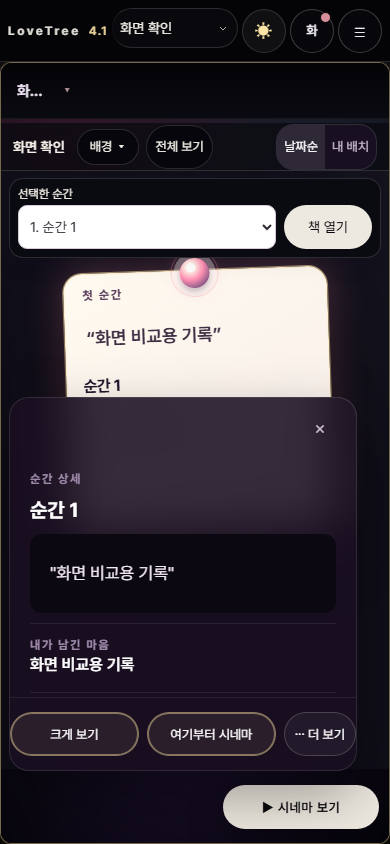 LoveTree 4.1 화면 확인 화 ☰
화... ▾
화면 확인 배경 ▾ 전체 보기 날짜순 내 배치
선택한 순간
1. 순간 1 책 열기
첫 순간
“화면 비교용 기록”
순간 1
×
순간 상세
순간 1
"화면 비교용 기록"
내가 남긴 마음
화면 비교용 기록
크게 보기 여기부터 시네마 ··· 더 보기
▶ 시네마 보기